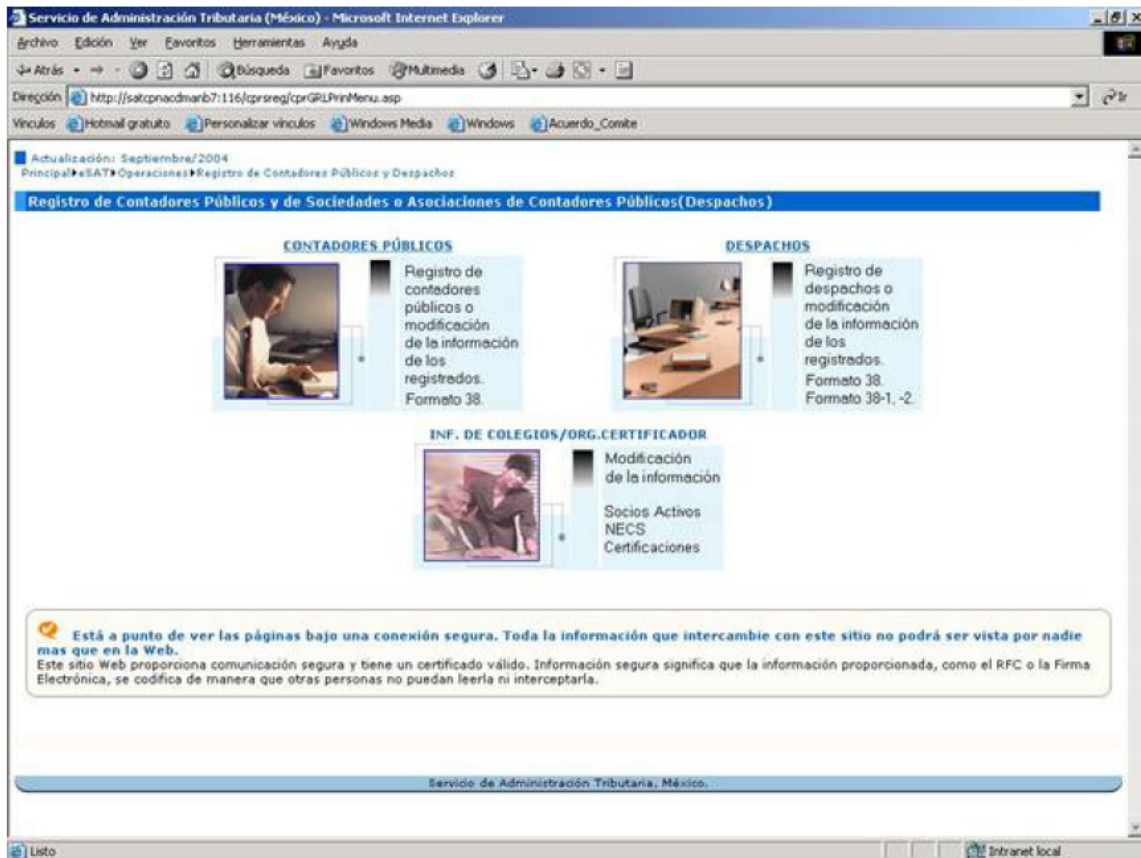 Servicio de Administración Tributaria (México) - Microsoft Internet Explorer
Archivo Edición Ver Favoritos Herramientas Ayuda
Atrás Búsqueda Favoritos Multimedia
Dirección http://satcpnacdmanb7:116/cprsreg/cprGRLPrinMenu.asp Ir
Vínculos Hotmail gratuito Personalizar vínculos Windows Media Windows Acuerdo_Comite
Actualización: Septiembre/2004
Principal eSAT Operaciones Registro de Contadores Públicos y Despachos
Registro de Contadores Públicos y de Sociedades o Asociaciones de Contadores Públicos(Despachos)
CONTADORES PÚBLICOS
Registro de
contadores
públicos o
modificación
de la información
de los
registrados.
Formato 38.
DESPACHOS
Registro de
despachos o
modificación
de la información
de los
registrados.
Formato 38.
Formato 38-1, -2.
INF. DE COLEGIOS/ORG.CERTIFICADOR
Modificación
de la información
Socios Activos
NECS
Certificaciones
Está a punto de ver las páginas bajo una conexión segura. Toda la información que intercambie con este sitio no podrá ser vista por nadie
mas que en la Web.
Este sitio Web proporciona comunicación segura y tiene un certificado válido. Información segura significa que la información proporcionada, como el RFC o la Firma
Electrónica, se codifica de manera que otras personas no puedan leerla ni interceptarla.
Servicio de Administración Tributaria. México.
Listo Intranet local